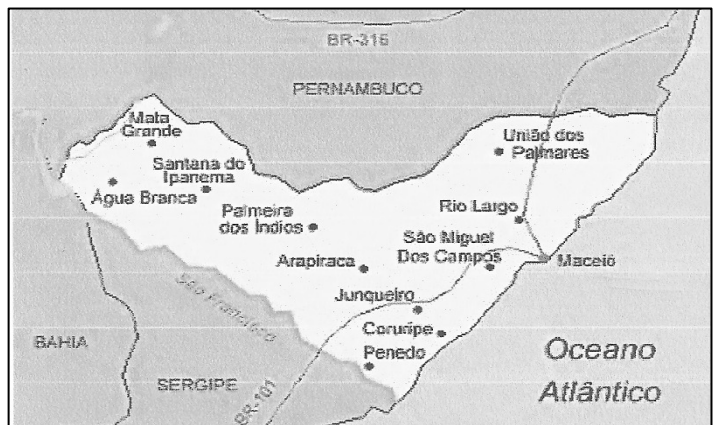 BR-316
PERNAMBUCO
Mata
Grande
União dos
Palmares
Santana do
Ipanema
Água Branca
Rio Largo
Palmeira
dos Índios
São Miguel
Dos Campos
Maceió
Arapiraca
Junqueiro
São Francisco
Coruripe
BAHIA
Penedo
Oceano
Atlântico
SERGIPE
BR-101